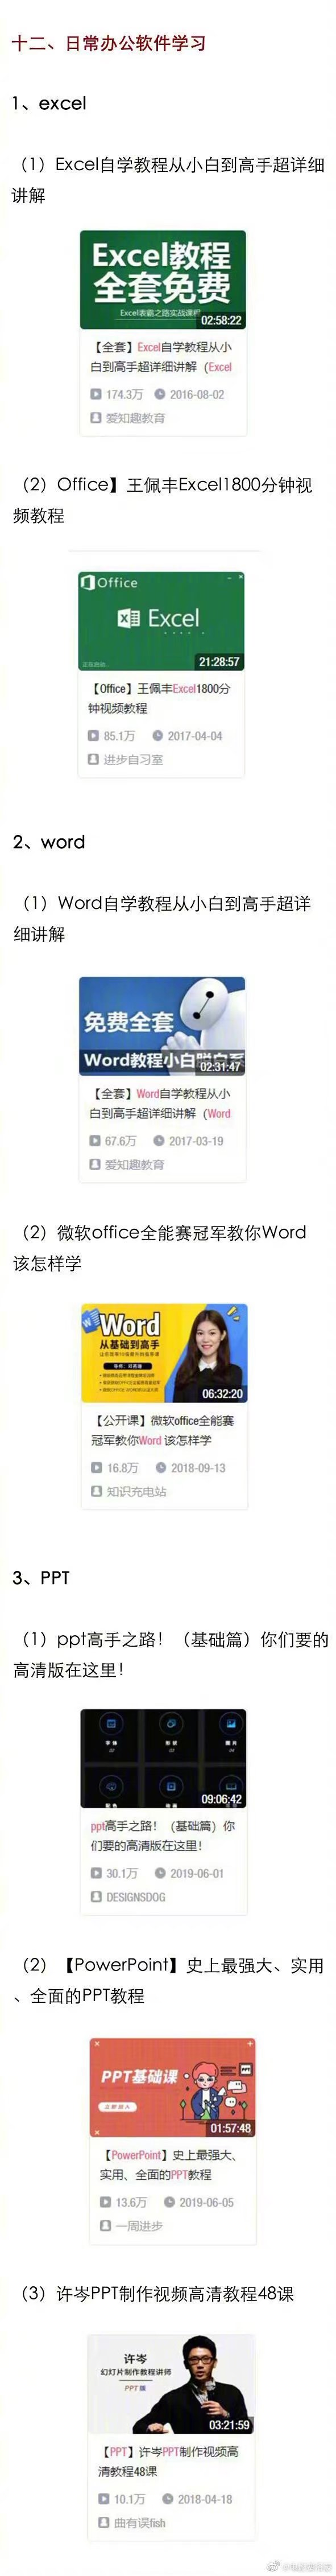 十二、日常办公软件学习
1、excel
（1）Excel自学教程从小白到高手超详细
讲解
Excel教程
全套免费
Excel表霸之路实战课程
02:58:22
【全套】Excel自学教程从小
白到高手超详细讲解（Excel
174.3万 2016-08-02
爱知趣教育
（2）Office】王佩丰Excel1800分钟视
频教程
Office
Excel
正在启动...
21:28:57
【Office】王佩丰Excel1800分
钟视频教程
85.1万 2017-04-04
进步自习室
2、word
（1）Word自学教程从小白到高手超详
细讲解
免费全套
Word教程小白脱白系
02:31:47
【全套】Word自学教程从小
白到高手超详细讲解（Word
67.6万 2017-03-19
爱知趣教育
（2）微软office全能赛冠军教你Word
该怎样学
Word
从基础到高手
06:32:20
【公开课】微软office全能赛
冠军教你Word 该怎样学
16.8万 2018-09-13
知识充电站
3、PPT
（1）ppt高手之路！（基础篇）你们要的
高清版在这里！
字体 形状 图片
09:06:42
ppt高手之路！（基础篇）你
们要的高清版在这里！
30.1万 2019-06-01
DESIGNSDOG
（2）【PowerPoint】史上最强大、实用
、全面的PPT教程
PPT基础课
PPT
立即加入
01:57:48
【PowerPoint】史上最强大、
实用、全面的PPT教程
13.6万 2019-06-05
一周进步
（3）许岑PPT制作视频高清教程48课
许岑
幻灯片制作教程讲师
PPT 版
03:21:59
【PPT】许岑PPT制作视频高
清教程48课
10.1万 2018-04-18
曲有误fish